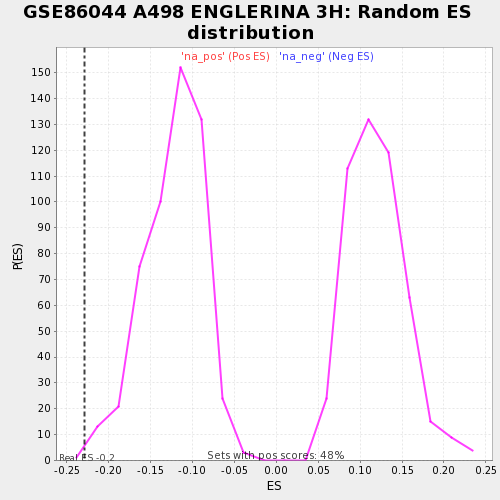 GSE86044 A498 ENGLERINA 3H: Random ES
distribution
'na_pos' (Pos ES) 'na_neg' (Neg ES)
150
140
130
120
110
100
90
80
70
60
50
40
30
20
10
0
P(ES)
Real ES -0.2
Sets with pos scores: 48%
-0.25 -0.20 -0.15 -0.10 -0.05 0.00 0.05 0.10 0.15 0.20 0.25
ES